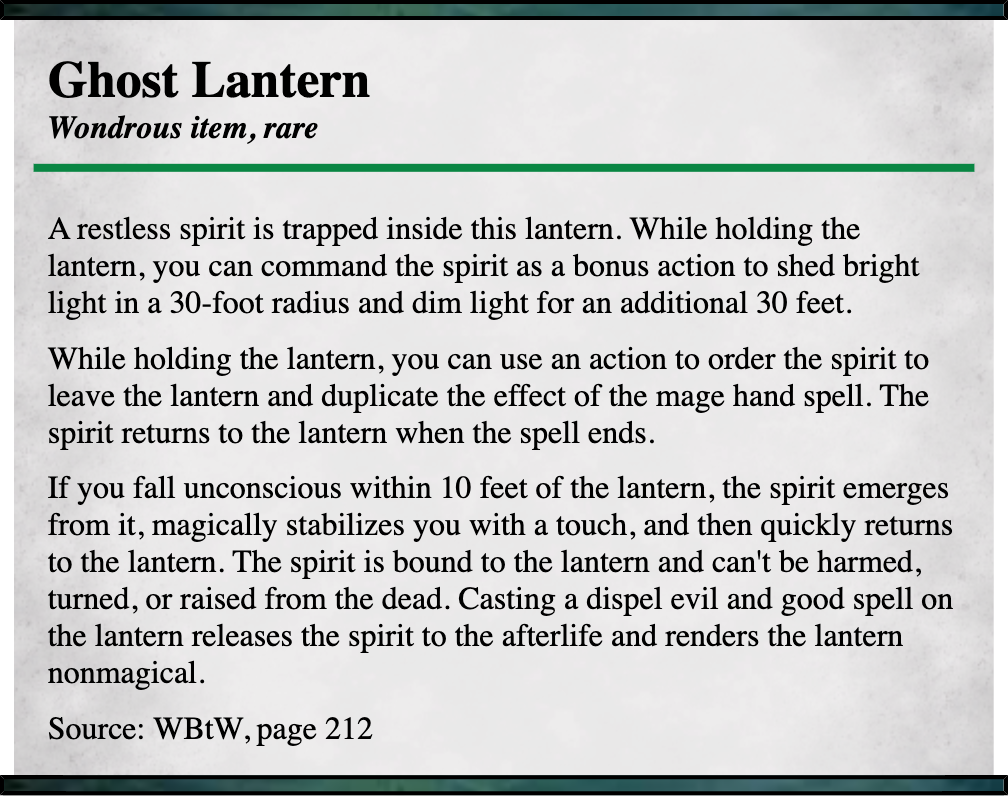 Ghost Lantern
Wondrous item, rare
A restless spirit is trapped inside this lantern. While holding the
lantern, you can command the spirit as a bonus action to shed bright
light in a 30-foot radius and dim light for an additional 30 feet.
While holding the lantern, you can use an action to order the spirit to
leave the lantern and duplicate the effect of the mage hand spell. The
spirit returns to the lantern when the spell ends.
If you fall unconscious within 10 feet of the lantern, the spirit emerges
from it, magically stabilizes you with a touch, and then quickly returns
to the lantern. The spirit is bound to the lantern and can't be harmed,
turned, or raised from the dead. Casting a dispel evil and good spell on
the lantern releases the spirit to the afterlife and renders the lantern
nonmagical.
Source: WBtW, page 212